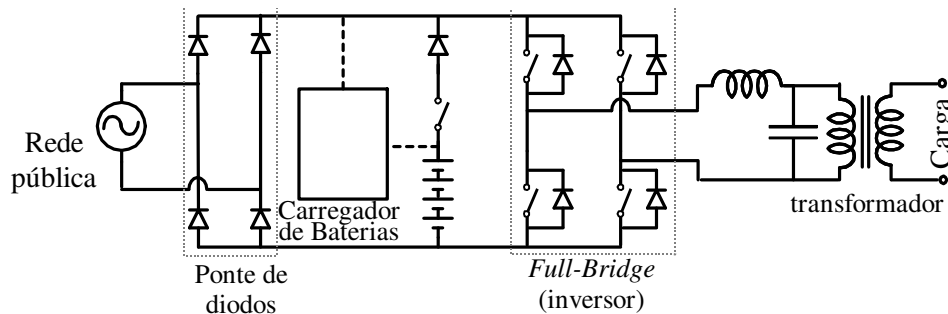 Rede
pública
Carregador
de Baterias
Ponte de
diodos
Full-Bridge
(inversor)
transformador
Carga